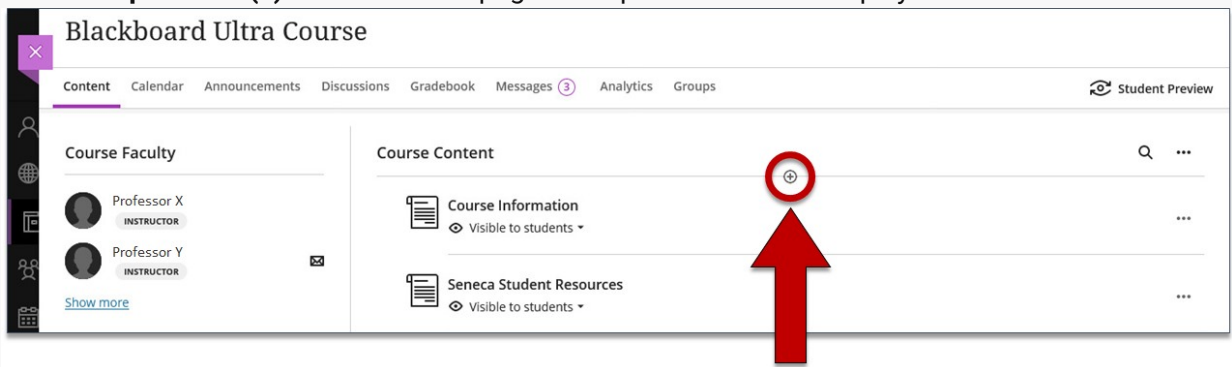 Blackboard Ultra Course
Content Calendar Announcements Discussions Gradebook Messages 3 Analytics Groups
Student Preview
Course Faculty
Professor X
INSTRUCTOR
Professor Y
INSTRUCTOR
Show more
Course Content
Course Information
Visible to students
Seneca Student Resources
Visible to students